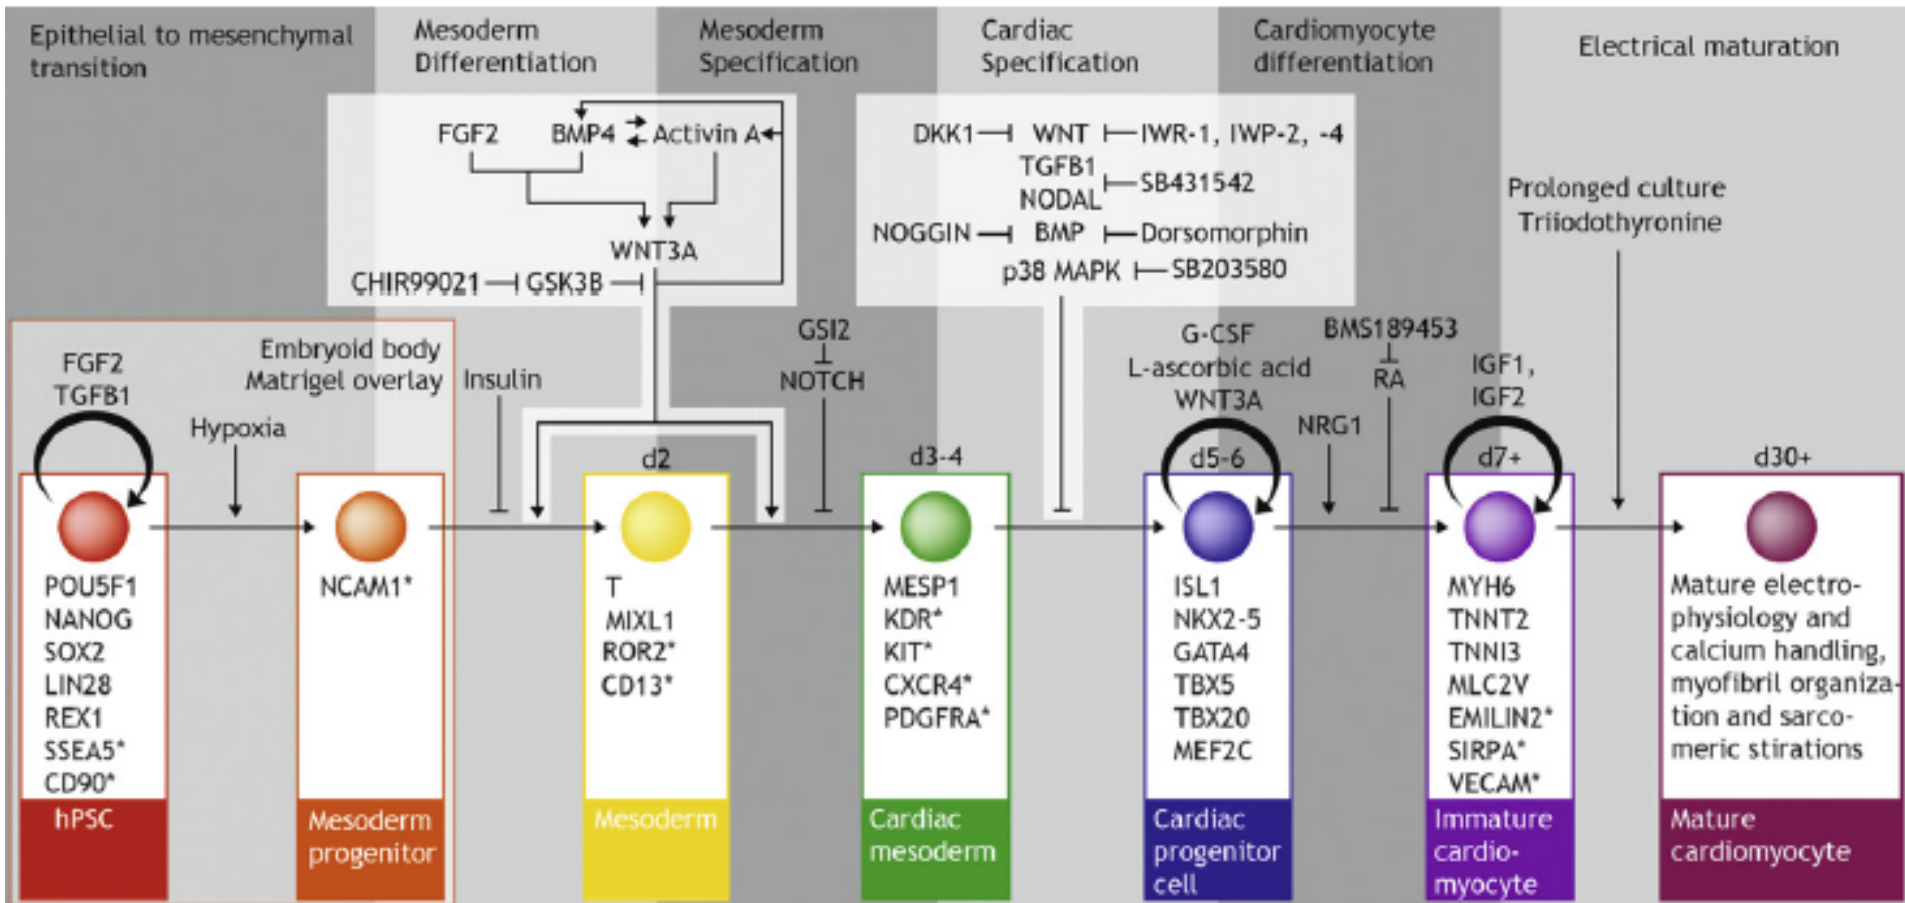 Epithelial to mesenchymal
transition
Mesoderm
Differentiation
Mesoderm
Specification
Cardiac
Specification
Cardiomyocyte
differentiation
Electrical maturation
FGF2
BMP4
Activin A
WNT3A
CHIR99021
GSK3B
DKK1
WNT
IWR-1, IWP-2, -4
TGFB1
NODAL
SB431542
NOGGIN
BMP
Dorsomorphin
p38 MAPK
SB203580
Prolonged culture
Triiodothyronine
FGF2
TGFB1
Hypoxia
Embryoid body
Matrigel overlay
Insulin
GSI2
NOTCH
G-CSF
L-ascorbic acid
WNT3A
NRG1
BMS189453
RA
IGF1,
IGF2
d2
d3-4
d5-6
d7+
d30+
POU5F1
NANOG
SOX2
LIN28
REX1
SSEA5*
CD90*
hPSC
NCAM1*
Mesoderm
progenitor
T
MIXL1
ROR2*
CD13*
Mesoderm
MESP1
KDR*
KIT*
CXCR4*
PDGFRA*
Cardiac
mesoderm
ISL1
NKX2-5
GATA4
TBX5
TBX20
MEF2C
Cardiac
progenitor
cell
MYH6
TNNT2
TNNI3
MLC2V
EMILIN2*
SIRPA*
VECAM*
Immature
cardio-
myocyte
Mature electro-
physiology and
calcium handling,
myofibril organiza-
tion and sarco-
meric stirations
Mature
cardiomyocyte